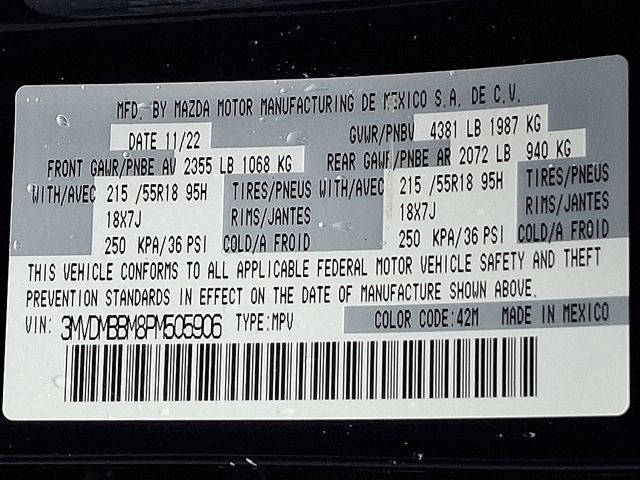 MFD. BY MAZDA MOTOR MANUFACTURING DE MEXICO S.A. DE C.V.
DATE 11/22 GVWR/PNBV 4381 LB 1987 KG
FRONT GAWR/PNBE AV 2355 LB 1068 KG REAR GAWR/PNBE AR 2072 LB 940 KG
WITH/AVEC 215 /55R18 95H TIRES/PNEUS WITH/AVEC 215 /55R18 95H TIRES/PNEUS
18X7J RIMS/JANTES 18X7J RIMS/JANTES
250 KPA/36 PSI COLD/A FROID 250 KPA/36 PSI COLD/A FROID
THIS VEHICLE CONFORMS TO ALL APPLICABLE FEDERAL MOTOR VEHICLE SAFETY AND THEFT
PREVENTION STANDARDS IN EFFECT ON THE DATE OF MANUFACTURE SHOWN ABOVE.
VIN: 3MVDMBBM8PM505906 TYPE:MPV COLOR CODE:42M MADE IN MEXICO